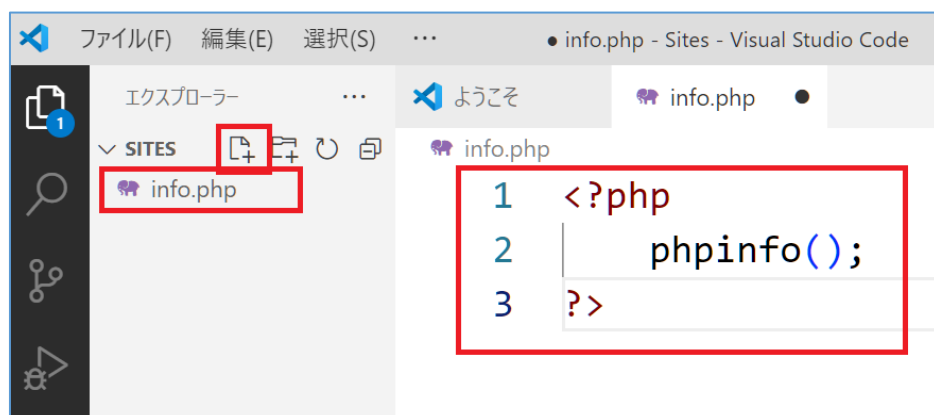 ファイル(F) 編集(E) 選択(S) ··· ● info.php - Sites - Visual Studio Code
エクスプローラー ···
ようこそ
info.php ●
1
SITES
info.php
info.php
1 <?php
2 phpinfo();
3 ?>